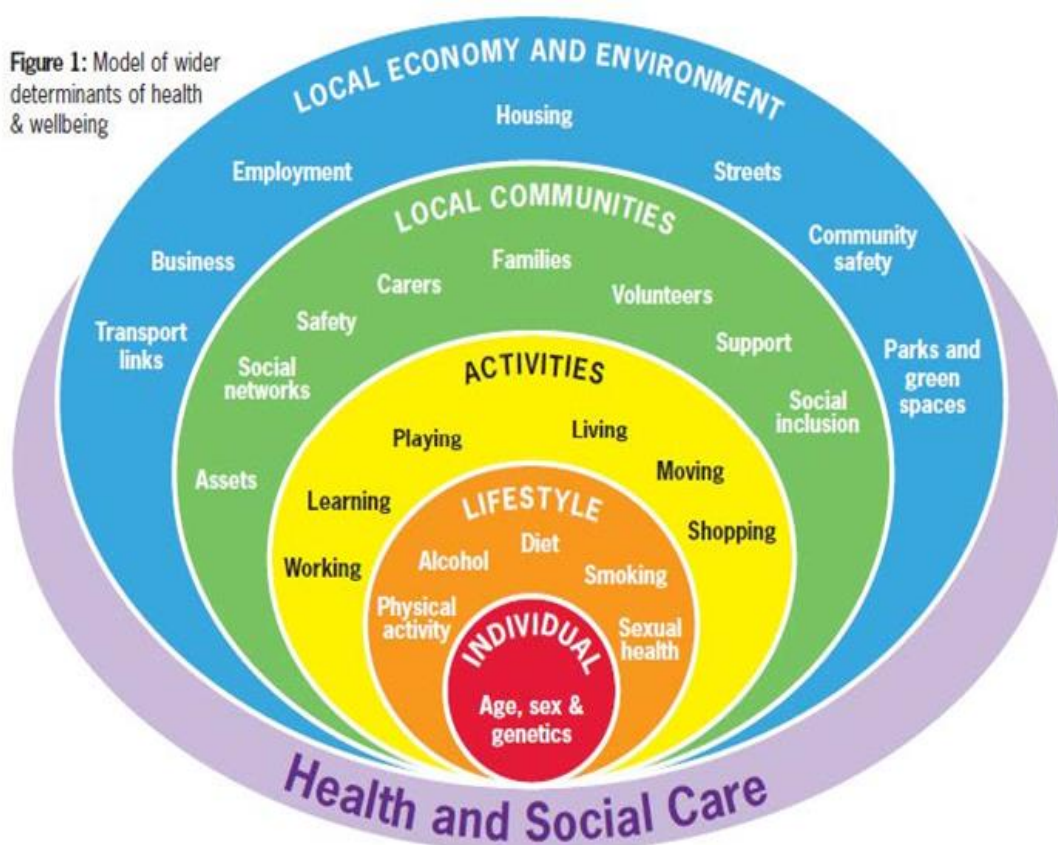 Figure 1: Model of wider
determinants of health
& wellbeing
LOCAL ECONOMY AND ENVIRONMENT
Housing
Employment
Streets
Business
Community
safety
Transport
links
Parks and
green
spaces
LOCAL COMMUNITIES
Families
Carers
Volunteers
Safety
Support
Social
networks
Social
inclusion
Assets
ACTIVITIES
Playing
Living
Learning
Moving
Working
Shopping
LIFESTYLE
Diet
Alcohol
Smoking
Physical
activity
Sexual
health
INDIVIDUAL
Age, sex &
genetics
Health and Social Care